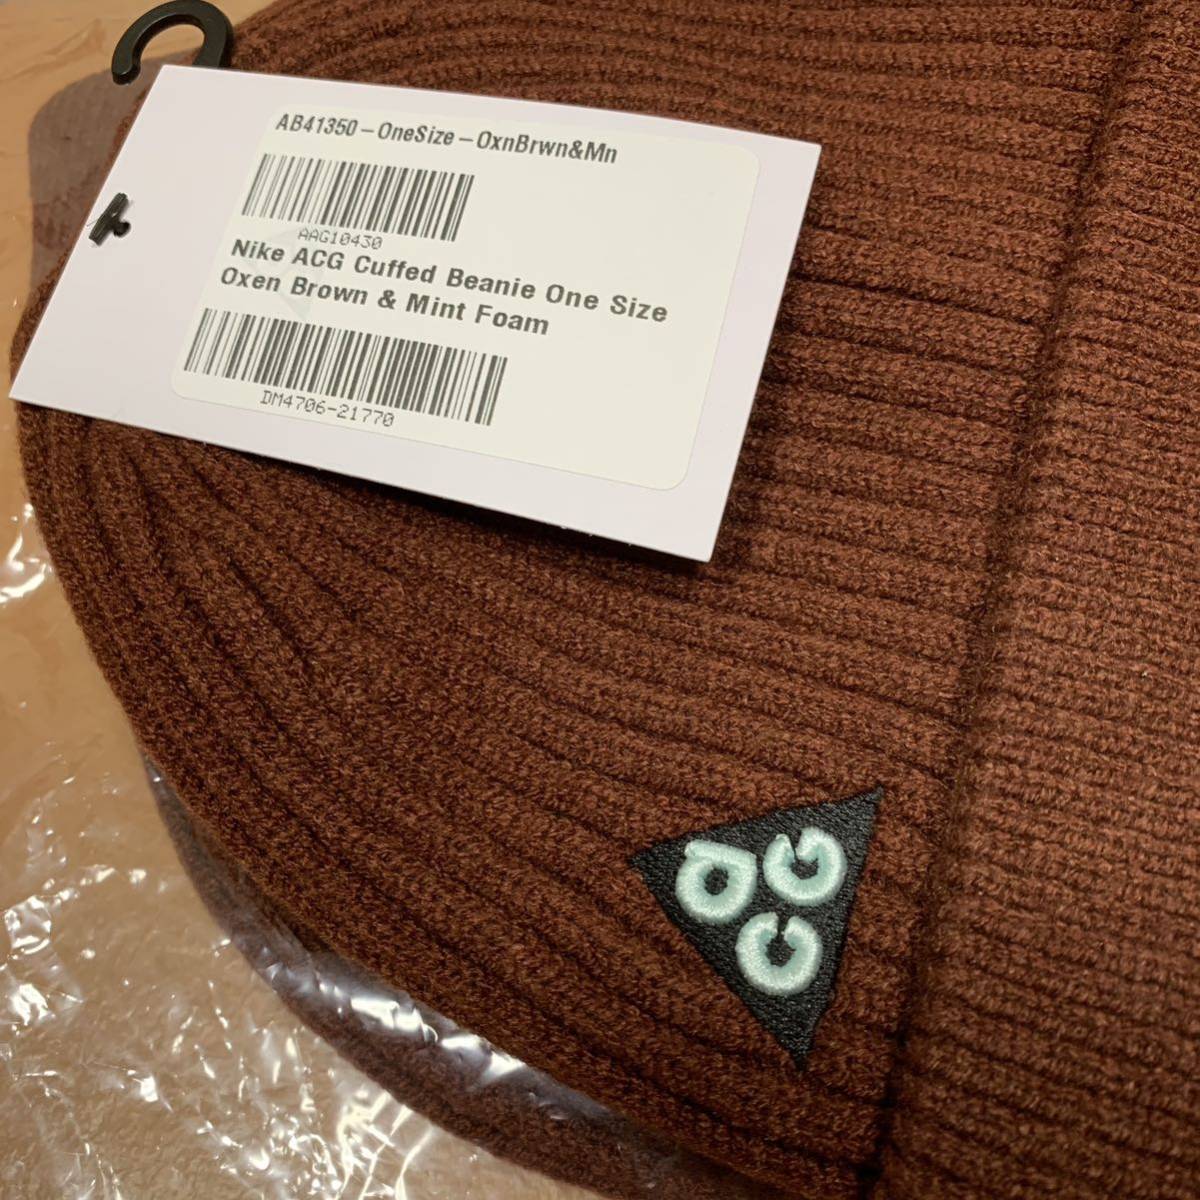 AB41350-OneSize-OxnBrwn&Mn
AAG10430
Nike ACG Cuffed Beanie One Size
Oxen Brown & Mint Foam
DM4706-21770